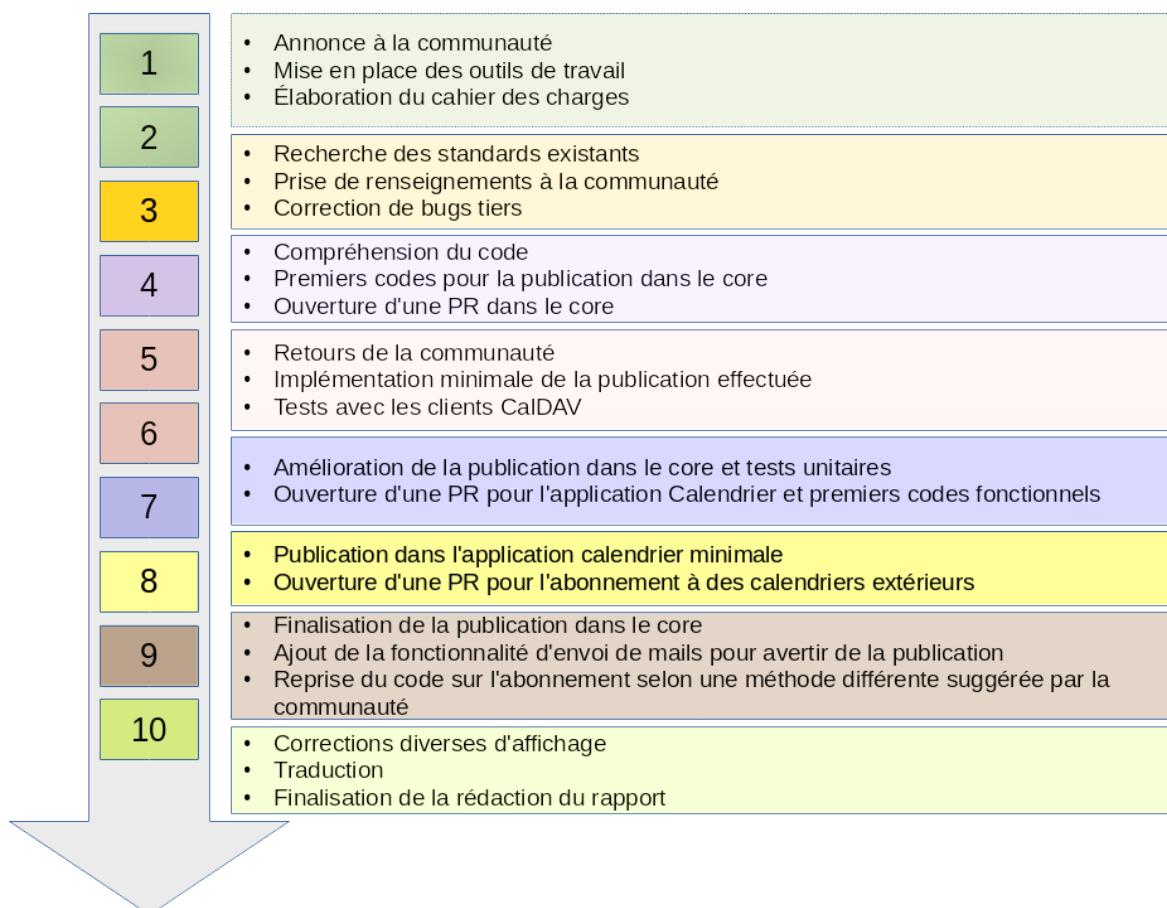 1
• Annonce à la communauté
• Mise en place des outils de travail
• Élaboration du cahier des charges
2
• Recherche des standards existants
• Prise de renseignements à la communauté
• Correction de bugs tiers
3
• Compréhension du code
• Premiers codes pour la publication dans le core
• Ouverture d'une PR dans le core
4
• Retours de la communauté
• Implémentation minimale de la publication effectuée
• Tests avec les clients CalDAV
5
6
• Amélioration de la publication dans le core et tests unitaires
• Ouverture d'une PR pour l'application Calendrier et premiers codes fonctionnels
7
• Publication dans l'application calendrier minimale
• Ouverture d'une PR pour l'abonnement à des calendriers extérieurs
8
• Finalisation de la publication dans le core
• Ajout de la fonctionnalité d'envoi de mails pour avertir de la publication
• Reprise du code sur l'abonnement selon une méthode différente suggérée par la
communauté
9
10
• Corrections diverses d'affichage
• Traduction
• Finalisation de la rédaction du rapport